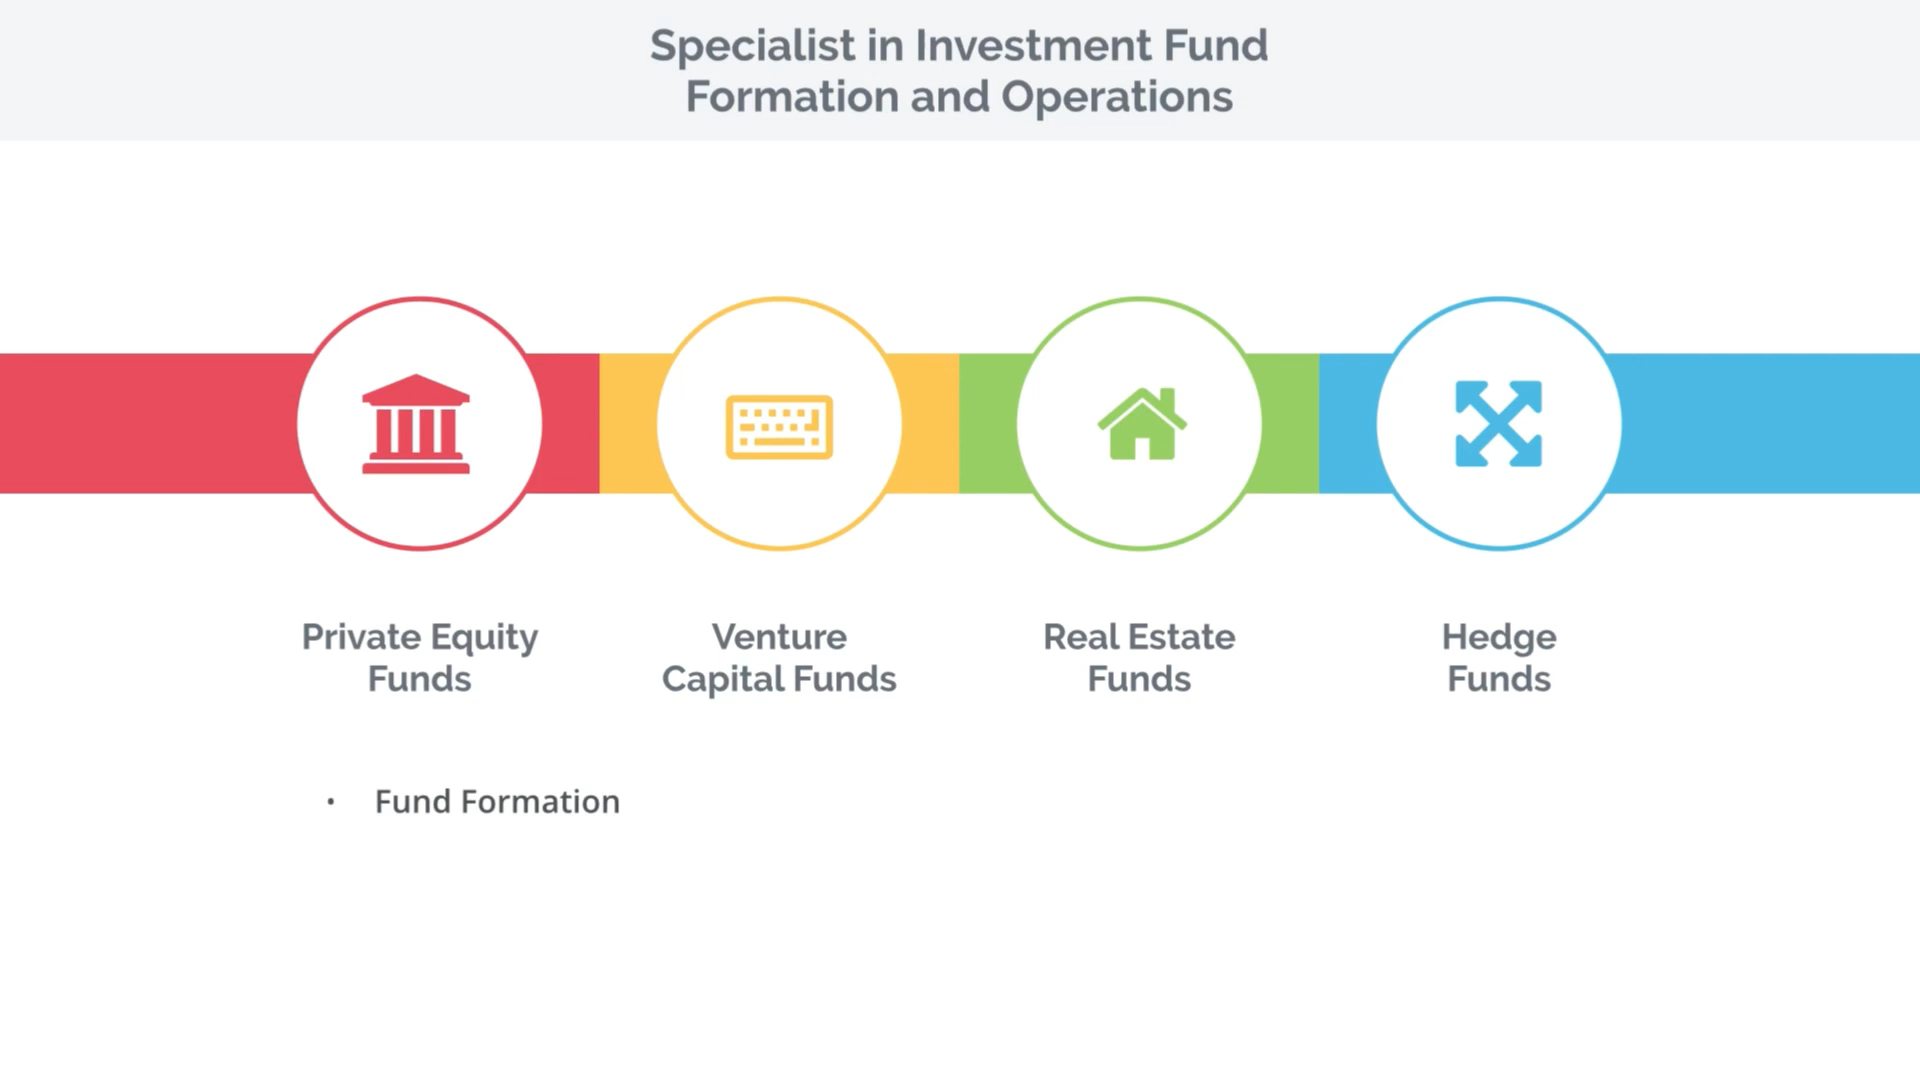 Specialist in Investment Fund
Formation and Operations
Private Equity
Funds
Venture
Capital Funds
Real Estate
Funds
Hedge
Funds
• Fund Formation